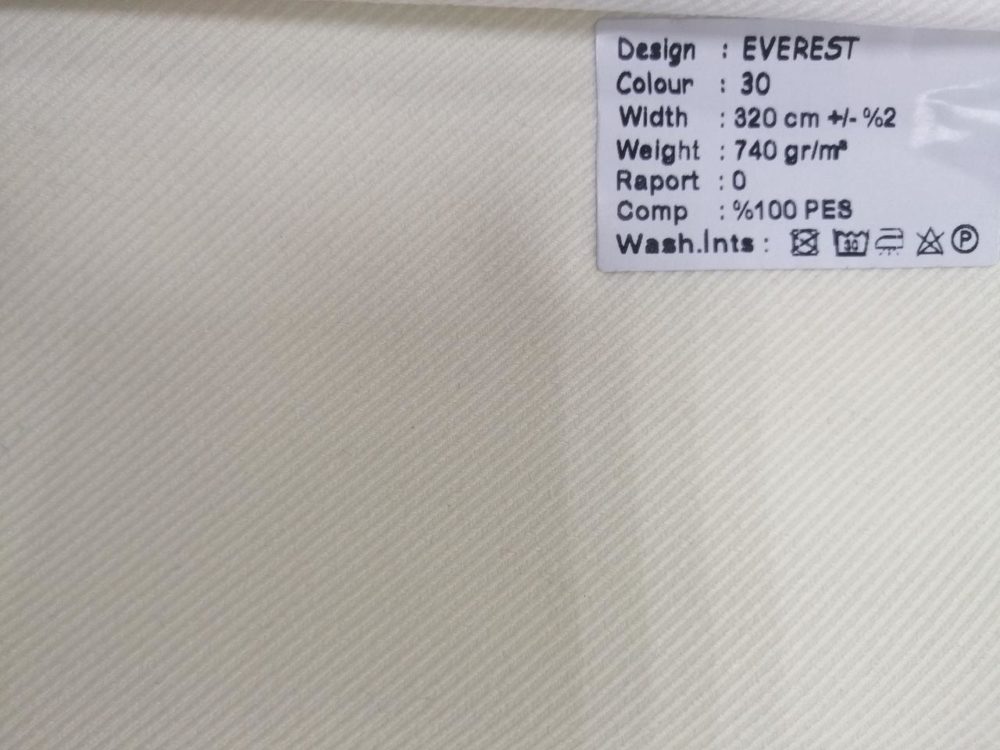 Design : EVEREST
Colour : 30
Width : 320 cm +/- %2
Weight : 740 gr/m²
Raport : 0
Comp : %100 PES
Wash.Ints : 30 P